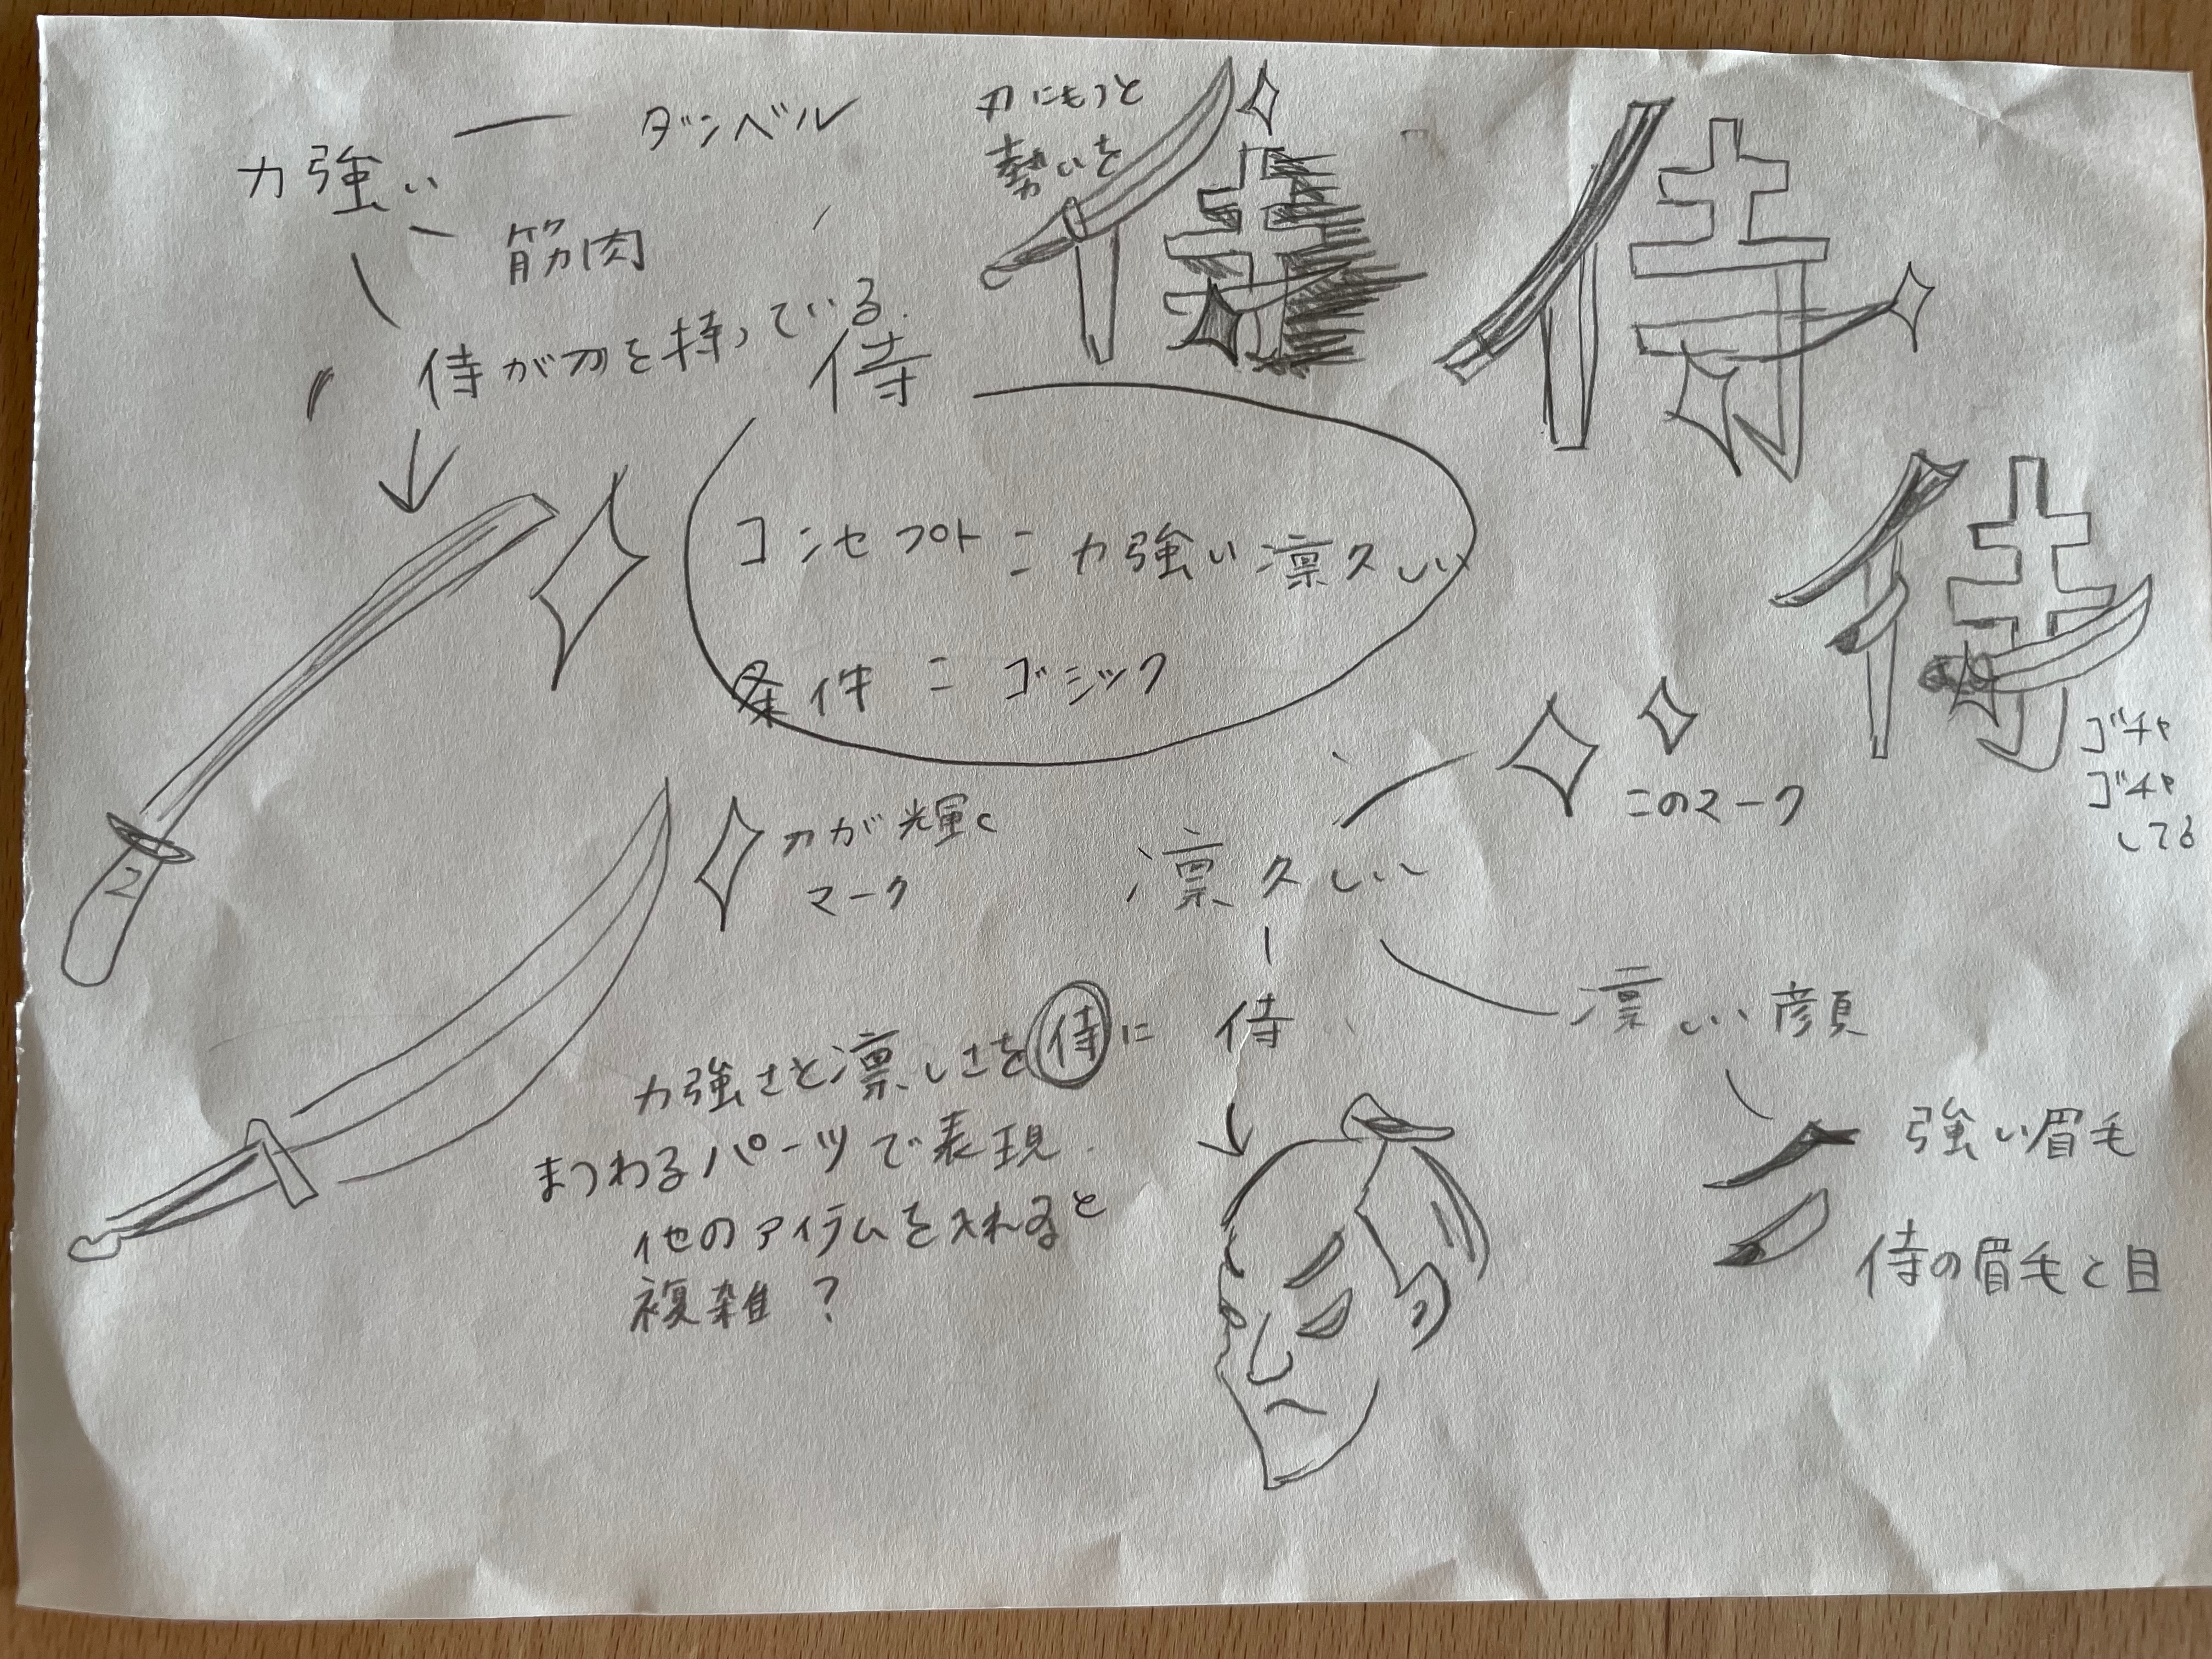 力強い
ダンベル
筋肉
侍が刀を持っている.
侍
刀にもっと
勢いを
侍
侍
侍
ゴチャ
ゴチャ
してる
コンセプト = 力強い 凛々しい
条件 = ゴシック
刀が輝く
マーク
このマーク
凛々しい
侍
凛しい顔
強い眉毛
侍の眉毛と目
力強さと凛しさを侍に
まつわるパーツで表現.
他のアイテムを入れると
複雑?